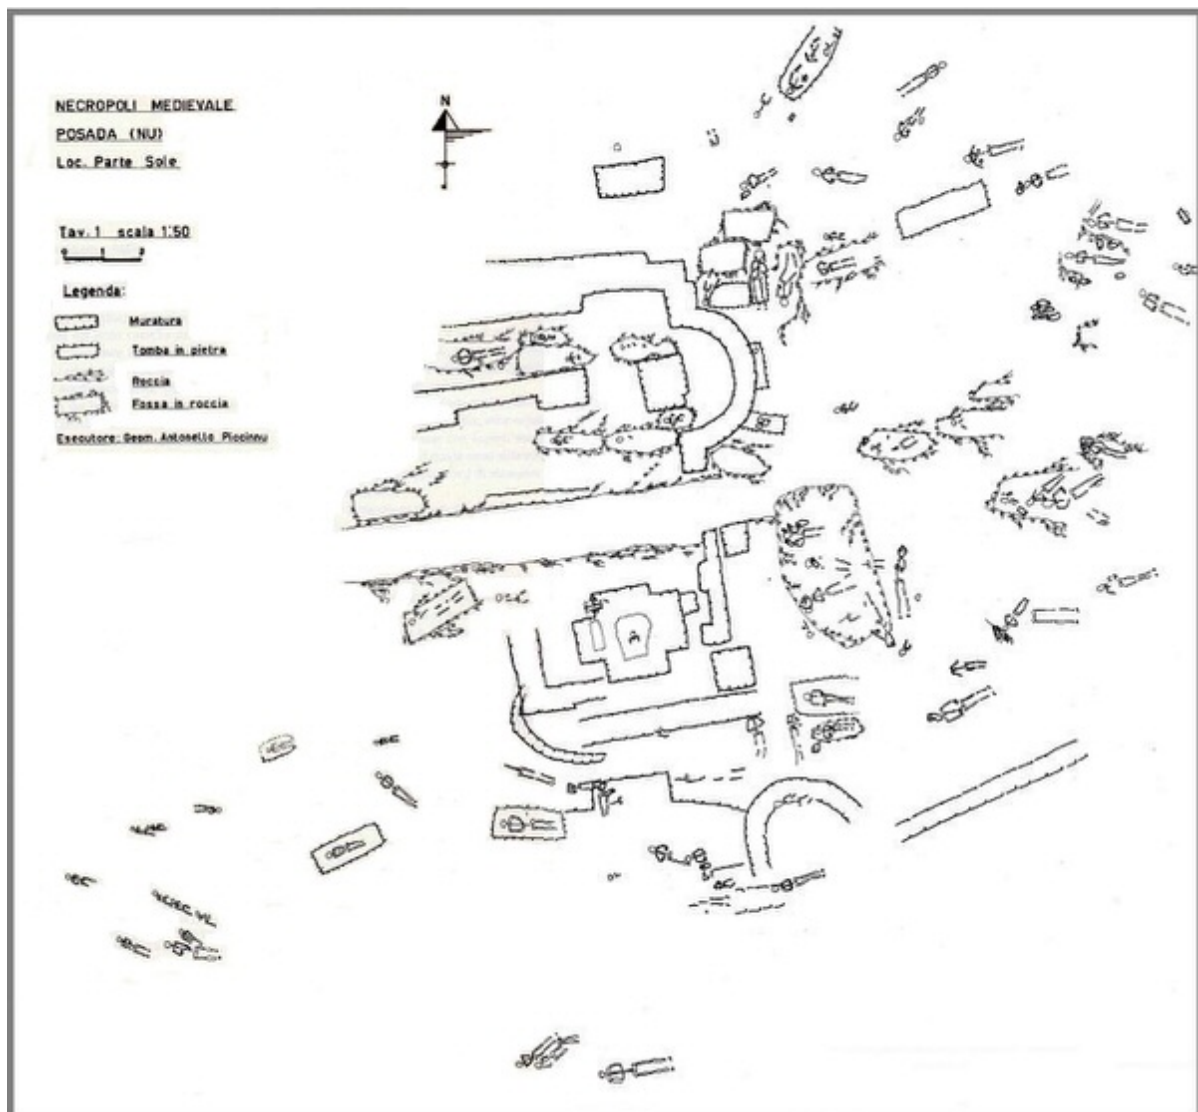 NECROPOLI MEDIEVALE
POSADA (NU)
Loc. Parte Sole
N
Tav. 1 scala 1:50
Legenda:
Muratura
Tomba in pietra
Roccia
Fossa in roccia
Esecutore: Geom. Antonello Piccinnu
A